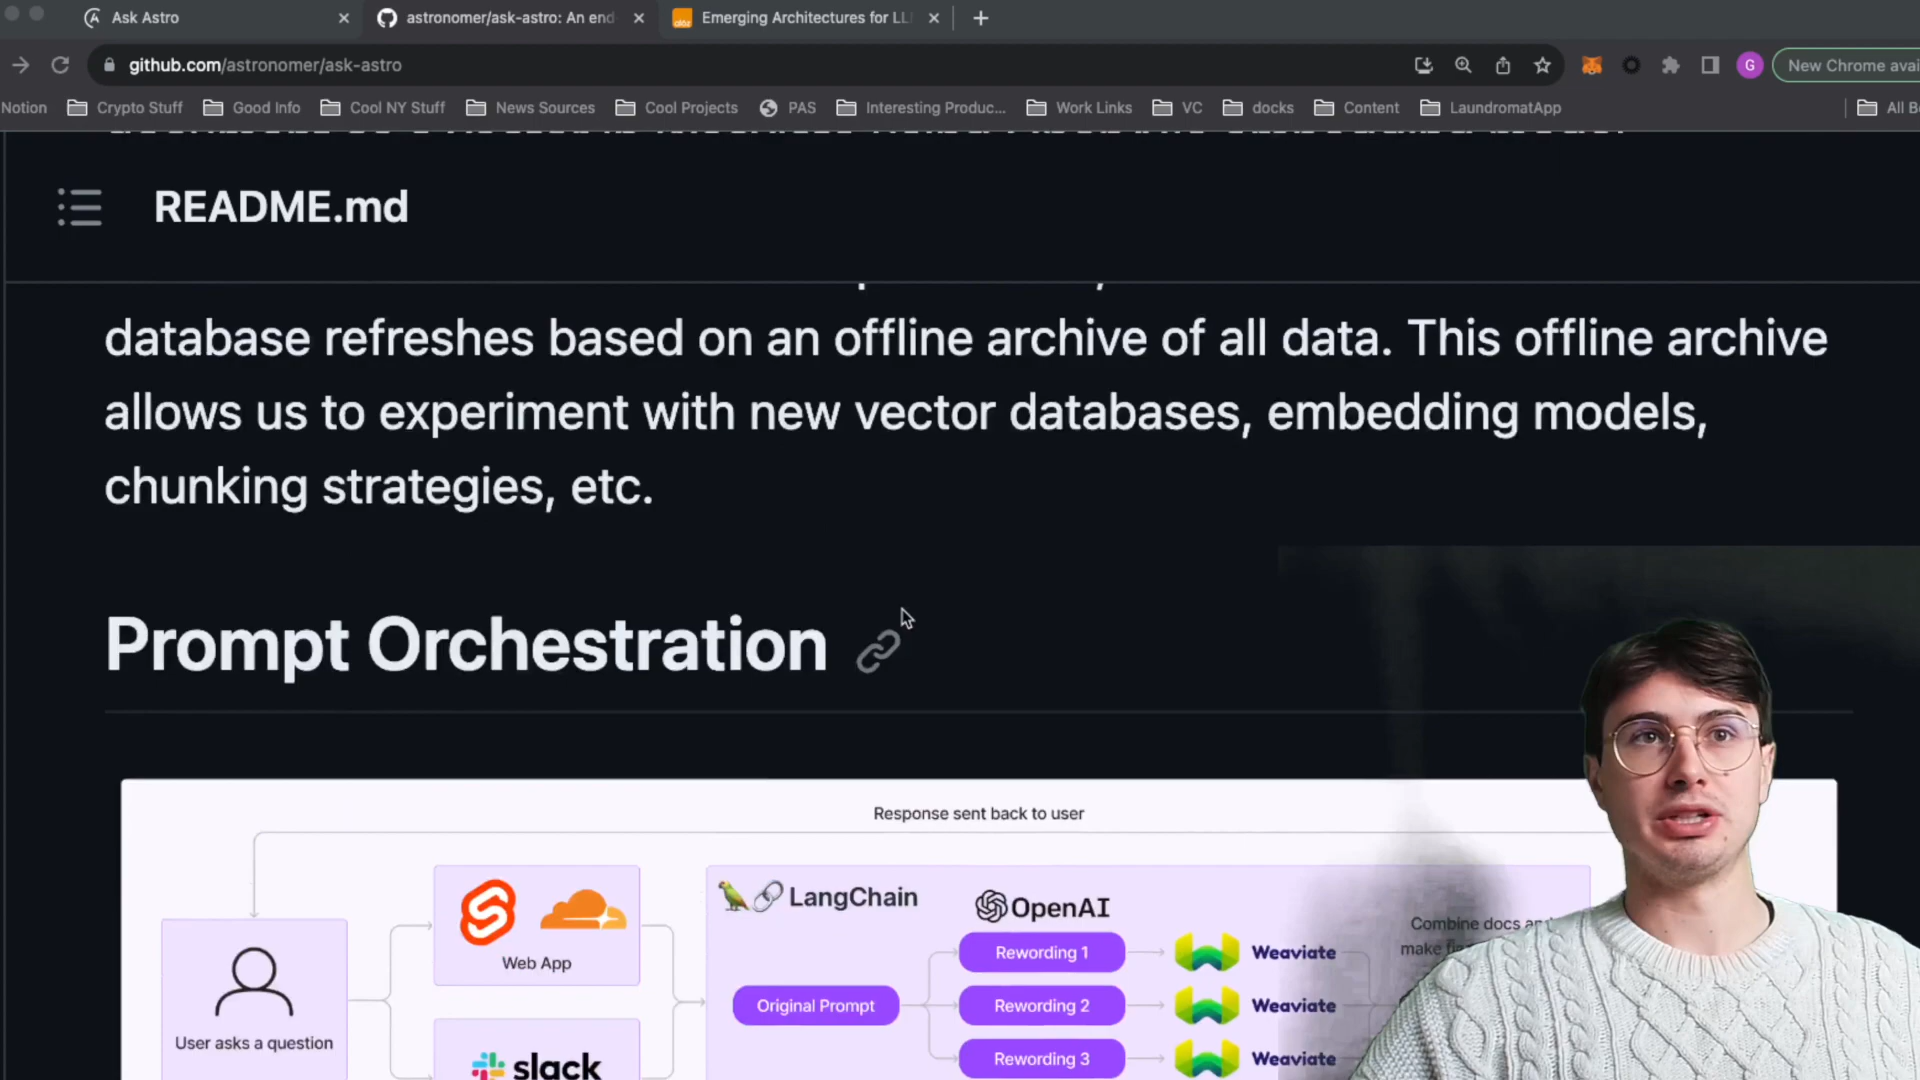 Ask Astro
astronomer/ask-astro: An end
Emerging Architectures for LL
github.com/astronomer/ask-astro
G
New Chrome avai
Notion
Crypto Stuff
Good Info
Cool NY Stuff
News Sources
Cool Projects
PAS
Interesting Produc...
Work Links
VC
docks
Content
LaundromatApp
All B
README.md
database refreshes based on an offline archive of all data. This offline archive
allows us to experiment with new vector databases, embedding models,
chunking strategies, etc.
Prompt Orchestration
Response sent back to user
LangChain
OpenAI
Combine docs and
make
Web App
Rewording 1
Weaviate
Original Prompt
Rewording 2
Weaviate
User asks a question
slack
Rewording 3
Weaviate